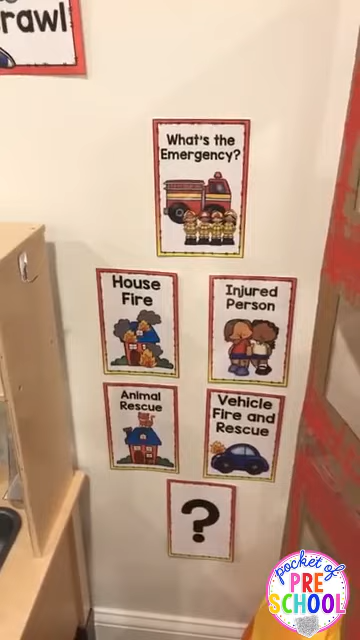 rawl
What's the
Emergency?
House
Fire
Injured
Person
Animal
Rescue
Vehicle
Fire and
Rescue
?
pocket of
PRE
SCHOOL